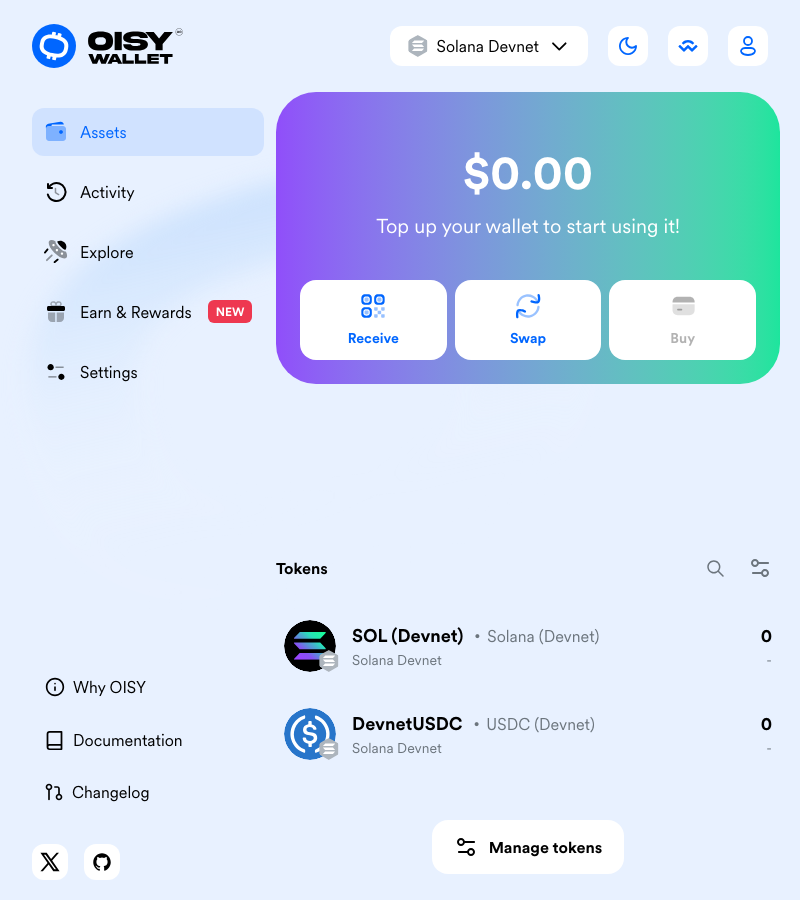 OISY
WALLET
Solana Devnet
Assets
Activity
Explore
Earn & Rewards NEW
Settings
$0.00
Top up your wallet to start using it!
Receive
Swap
Buy
Tokens
SOL (Devnet) • Solana (Devnet) 0
Solana Devnet -
DevnetUSDC • USDC (Devnet) 0
Solana Devnet -
Manage tokens
Why OISY
Documentation
Changelog